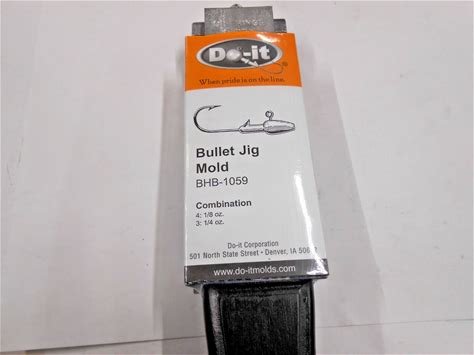 Do-it
®
When pride is on the line.
Bullet Jig
Mold
BHB-1059
Combination
4: 1/8 oz.
3: 1/4 oz.
Do-it Corporation
501 North State Street • Denver, IA
www.do-itmolds.com